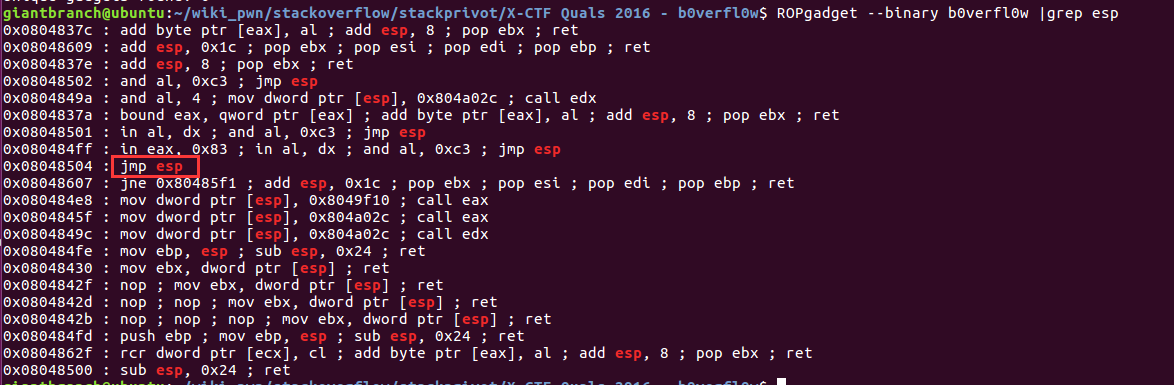 giantbranch@ubuntu:~/wiki_pwn/stackoverflow/stackprivot/X-CTF Quals 2016 - b0verfl0w$ ROPgadget --binary b0verfl0w |grep esp
0x0804837c : add byte ptr [eax], al ; add esp, 8 ; pop ebx ; ret
0x08048609 : add esp, 0x1c ; pop ebx ; pop esi ; pop edi ; pop ebp ; ret
0x0804837e : add esp, 8 ; pop ebx ; ret
0x08048502 : and al, 0xc3 ; jmp esp
0x0804849a : and al, 4 ; mov dword ptr [esp], 0x804a02c ; call edx
0x0804837a : bound eax, qword ptr [eax] ; add byte ptr [eax], al ; add esp, 8 ; pop ebx ; ret
0x08048501 : in al, dx ; and al, 0xc3 ; jmp esp
0x080484ff : in eax, 0x83 ; in al, dx ; and al, 0xc3 ; jmp esp
0x08048504 : jmp esp
0x08048607 : jne 0x80485f1 ; add esp, 0x1c ; pop ebx ; pop esi ; pop edi ; pop ebp ; ret
0x080484e8 : mov dword ptr [esp], 0x8049f10 ; call eax
0x0804845f : mov dword ptr [esp], 0x804a02c ; call eax
0x0804849c : mov dword ptr [esp], 0x804a02c ; call edx
0x080484fe : mov ebp, esp ; sub esp, 0x24 ; ret
0x08048430 : mov ebx, dword ptr [esp] ; ret
0x0804842f : nop ; mov ebx, dword ptr [esp] ; ret
0x0804842d : nop ; nop ; mov ebx, dword ptr [esp] ; ret
0x0804842b : nop ; nop ; nop ; mov ebx, dword ptr [esp] ; ret
0x080484fd : push ebp ; mov ebp, esp ; sub esp, 0x24 ; ret
0x0804862f : rcr dword ptr [ecx], cl ; add byte ptr [eax], al ; add esp, 8 ; pop ebx ; ret
0x08048500 : sub esp, 0x24 ; ret